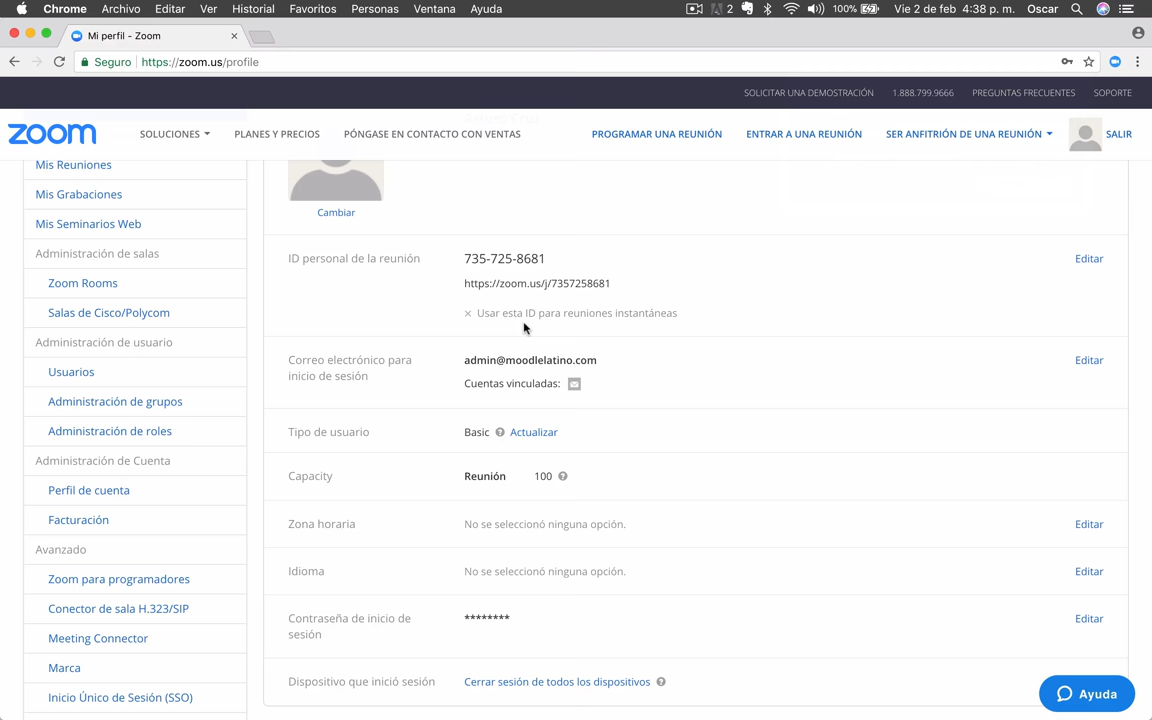 Chrome Archivo Editar Ver Historial Favoritos Personas Ventana Ayuda 2 100% Vie 2 de feb 4:38 p. m. Oscar
Mi perfil - Zoom
Seguro https://zoom.us/profile
SOLICITAR UNA DEMOSTRACIÓN 1.888.799.9666 PREGUNTAS FRECUENTES SOPORTE
zoom SOLUCIONES PLANES Y PRECIOS PÓNGASE EN CONTACTO CON VENTAS PROGRAMAR UNA REUNIÓN ENTRAR A UNA REUNIÓN SER ANFITRIÓN DE UNA REUNIÓN SALIR
Mis Reuniones
Mis Grabaciones
Mis Seminarios Web
Administración de salas
Zoom Rooms
Salas de Cisco/Polycom
Administración de usuario
Usuarios
Administración de grupos
Administración de roles
Administración de Cuenta
Perfil de cuenta
Facturación
Avanzado
Zoom para programadores
Conector de sala H.323/SIP
Meeting Connector
Marca
Inicio Único de Sesión (SSO)
Cambiar
ID personal de la reunión 735-725-8681 Editar
https://zoom.us/j/7357258681
× Usar esta ID para reuniones instantáneas
Correo electrónico para admin@moodlelatino.com Editar
inicio de sesión
Cuentas vinculadas:
Tipo de usuario Basic Actualizar
Capacity Reunión 100
Zona horaria No se seleccionó ninguna opción. Editar
Idioma No se seleccionó ninguna opción. Editar
Contraseña de inicio de ******** Editar
sesión
Dispositivo que inició sesión Cerrar sesión de todos los dispositivos
Ayuda